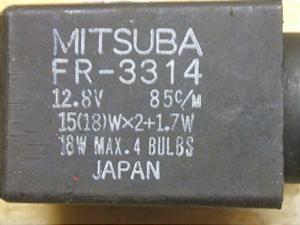 MITSUBA
FR-3314
12.8V 85c/m
15(18)W×2+1.7W
18W MAX. 4 BULBS
JAPAN